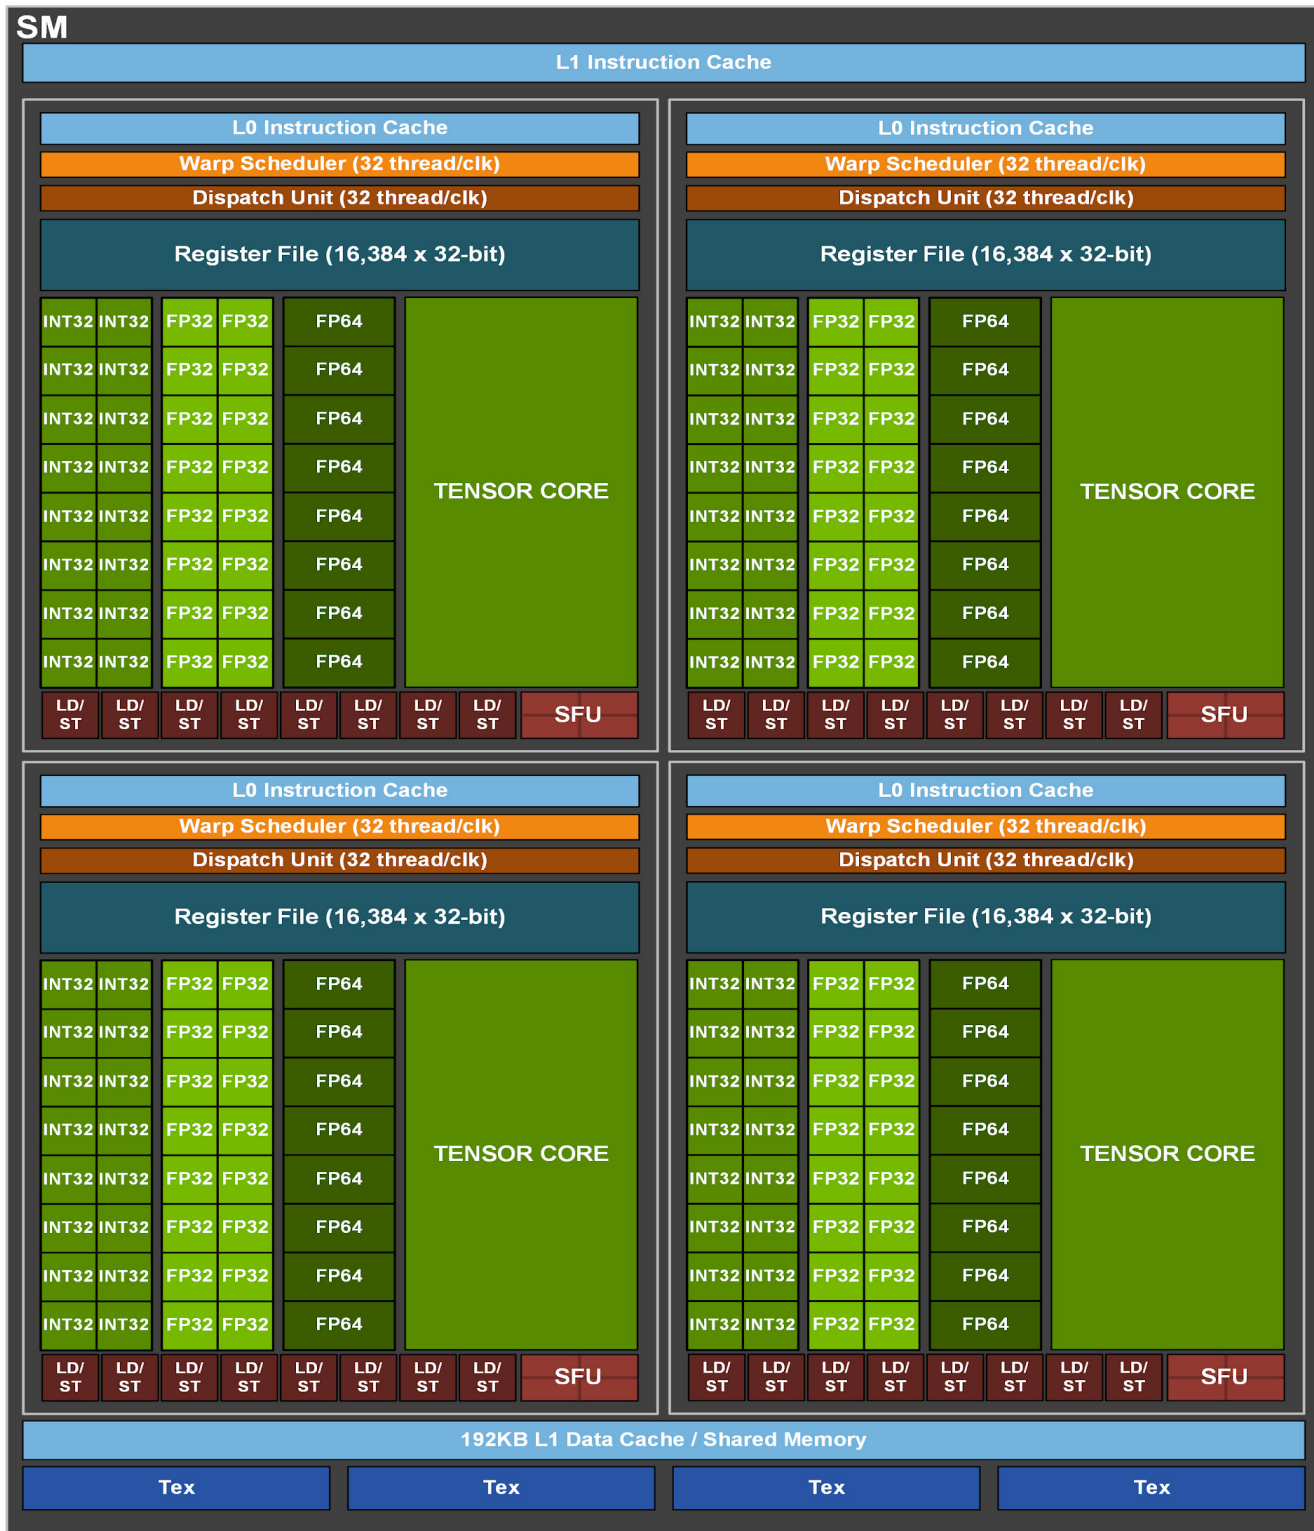 SM
L1 Instruction Cache
L0 Instruction Cache
Warp Scheduler (32 thread/clk)
Dispatch Unit (32 thread/clk)
Register File (16,384 x 32-bit)
INT32 INT32 FP32 FP32 FP64
INT32 INT32 FP32 FP32 FP64
INT32 INT32 FP32 FP32 FP64
INT32 INT32 FP32 FP32 FP64
TENSOR CORE
INT32 INT32 FP32 FP32 FP64
INT32 INT32 FP32 FP32 FP64
INT32 INT32 FP32 FP32 FP64
INT32 INT32 FP32 FP32 FP64
LD/ LD/ LD/ LD/ LD/ LD/ LD/ LD/
ST ST ST ST ST ST ST ST
SFU
L0 Instruction Cache
Warp Scheduler (32 thread/clk)
Dispatch Unit (32 thread/clk)
Register File (16,384 x 32-bit)
INT32 INT32 FP32 FP32 FP64
INT32 INT32 FP32 FP32 FP64
INT32 INT32 FP32 FP32 FP64
INT32 INT32 FP32 FP32 FP64
TENSOR CORE
INT32 INT32 FP32 FP32 FP64
INT32 INT32 FP32 FP32 FP64
INT32 INT32 FP32 FP32 FP64
INT32 INT32 FP32 FP32 FP64
LD/ LD/ LD/ LD/ LD/ LD/ LD/ LD/
ST ST ST ST ST ST ST ST
SFU
L0 Instruction Cache
Warp Scheduler (32 thread/clk)
Dispatch Unit (32 thread/clk)
Register File (16,384 x 32-bit)
INT32 INT32 FP32 FP32 FP64
INT32 INT32 FP32 FP32 FP64
INT32 INT32 FP32 FP32 FP64
INT32 INT32 FP32 FP32 FP64
TENSOR CORE
INT32 INT32 FP32 FP32 FP64
INT32 INT32 FP32 FP32 FP64
INT32 INT32 FP32 FP32 FP64
INT32 INT32 FP32 FP32 FP64
LD/ LD/ LD/ LD/ LD/ LD/ LD/ LD/
ST ST ST ST ST ST ST ST
SFU
L0 Instruction Cache
Warp Scheduler (32 thread/clk)
Dispatch Unit (32 thread/clk)
Register File (16,384 x 32-bit)
INT32 INT32 FP32 FP32 FP64
INT32 INT32 FP32 FP32 FP64
INT32 INT32 FP32 FP32 FP64
INT32 INT32 FP32 FP32 FP64
TENSOR CORE
INT32 INT32 FP32 FP32 FP64
INT32 INT32 FP32 FP32 FP64
INT32 INT32 FP32 FP32 FP64
INT32 INT32 FP32 FP32 FP64
LD/ LD/ LD/ LD/ LD/ LD/ LD/ LD/
ST ST ST ST ST ST ST ST
SFU
192KB L1 Data Cache / Shared Memory
Tex Tex Tex Tex